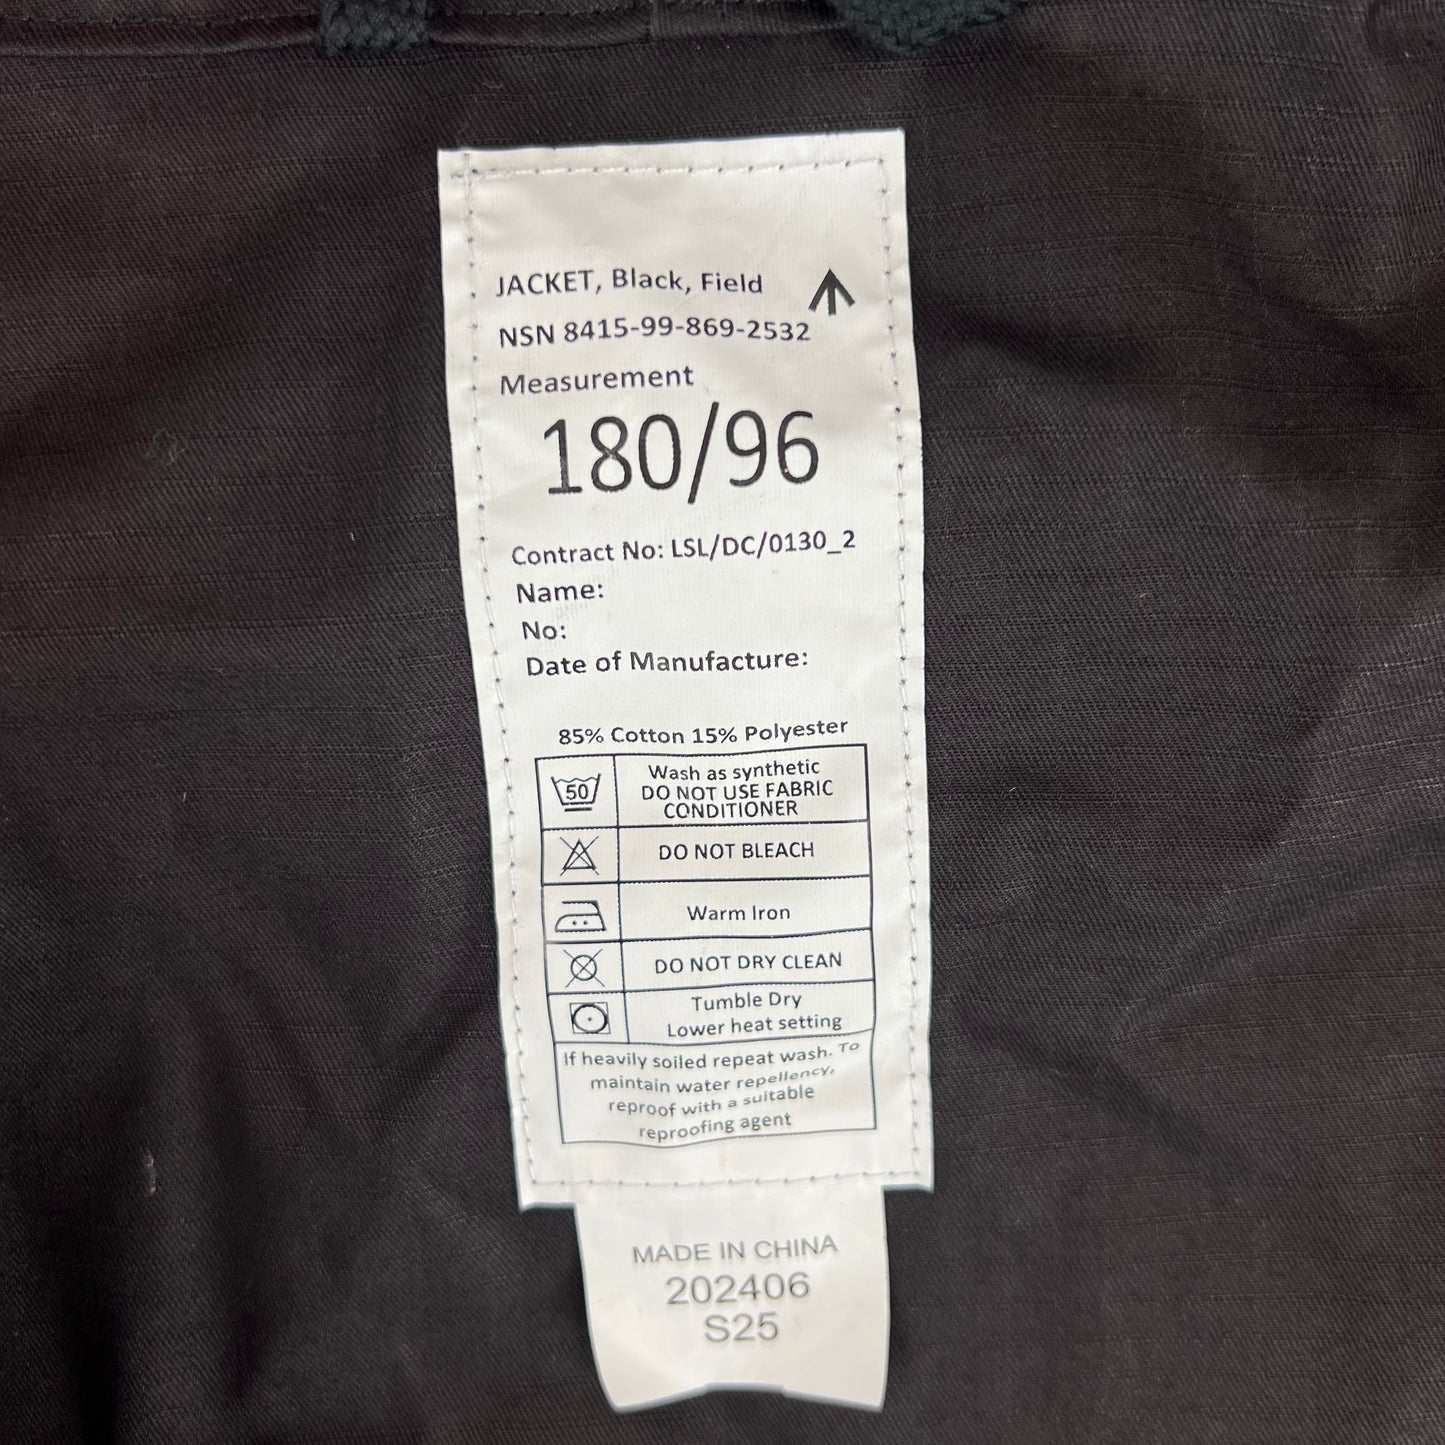 JACKET, Black, Field
NSN 8415-99-869-2532
Measurement
180/96
Contract No: LSL/DC/0130_2
Name:
No:
Date of Manufacture:
85% Cotton 15% Polyester
50
Wash as synthetic
DO NOT USE FABRIC
CONDITIONER
DO NOT BLEACH
Warm Iron
DO NOT DRY CLEAN
Tumble Dry
Lower heat setting
If heavily soiled repeat wash. To
maintain water repellency,
reproof with a suitable
reproofing agent
MADE IN CHINA
202406
S25